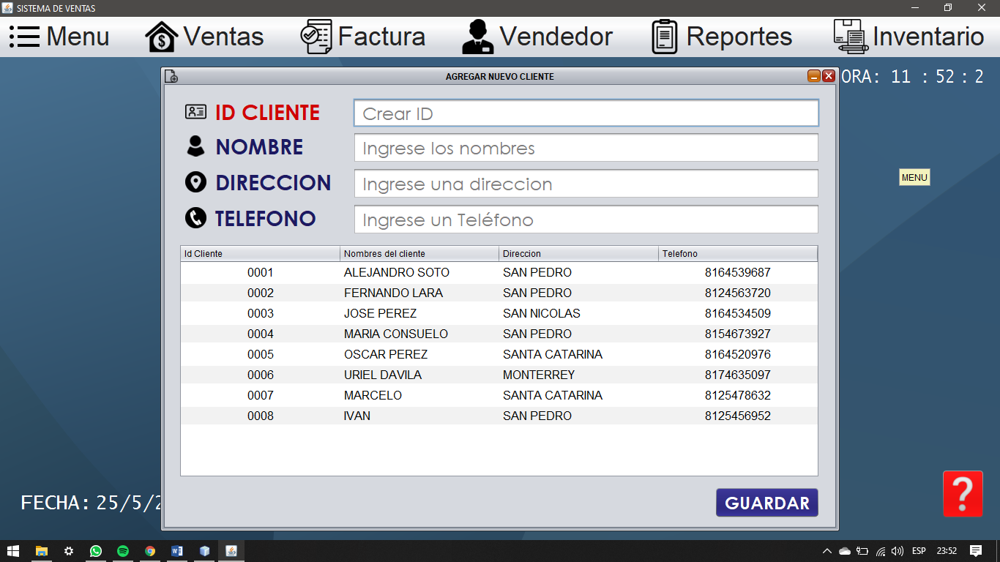 SISTEMA DE VENTAS
Menu Ventas Factura Vendedor Reportes Inventario
AGREGAR NUEVO CLIENTE
ORA: 11 : 52 : 2
ID CLIENTE Crear ID
NOMBRE Ingrese los nombres
DIRECCION Ingrese una direccion
MENU
TELEFONO Ingrese un Teléfono
Id Cliente Nombres del cliente Direccion Telefono
0001 ALEJANDRO SOTO SAN PEDRO 8164539687
0002 FERNANDO LARA SAN PEDRO 8124563720
0003 JOSE PEREZ SAN NICOLAS 8164534509
0004 MARIA CONSUELO SAN PEDRO 8154673927
0005 OSCAR PEREZ SANTA CATARINA 8164520976
0006 URIEL DAVILA MONTERREY 8174635097
0007 MARCELO SANTA CATARINA 8125478632
0008 IVAN SAN PEDRO 8125456952
?
FECHA: 25/5/2
GUARDAR
ESP 23:52